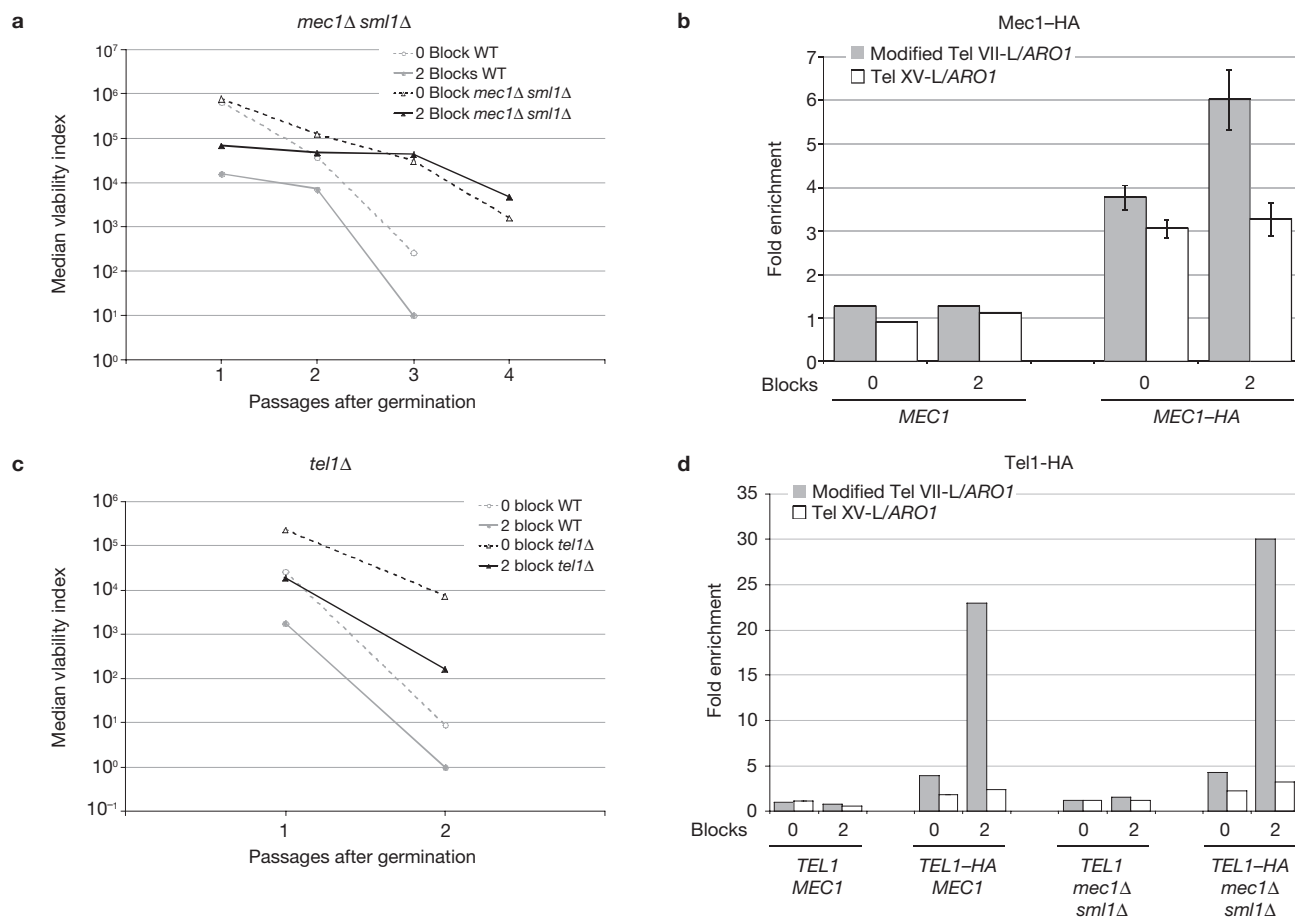 a
mec1Δ sml1Δ
10⁷
10⁶
10⁵
10⁴
10³
10²
10¹
10⁰
Median vlability index
0 Block WT
2 Blocks WT
0 Block mec1Δ sml1Δ
2 Block mec1Δ sml1Δ
1 2 3 4
Passages after germination
b
Mec1–HA
Modified Tel VII-L/ARO1
Tel XV-L/ARO1
7
6
5
4
3
2
1
0
Fold enrichment
Blocks 0 2 0 2
MEC1 MEC1–HA
c
tel1Δ
10⁶
10⁵
10⁴
10³
10²
10¹
10⁰
10⁻¹
Median vlability index
0 block WT
2 block WT
0 block tel1Δ
2 block tel1Δ
1 2
Passages after germination
d
Tel1-HA
Modified Tel VII-L/ARO1
Tel XV-L/ARO1
35
30
25
20
15
10
5
0
Fold enrichment
Blocks 0 2 0 2 0 2 0 2
TEL1 TEL1–HA TEL1 TEL1–HA
MEC1 MEC1 mec1Δ mec1Δ
sml1Δ sml1Δ